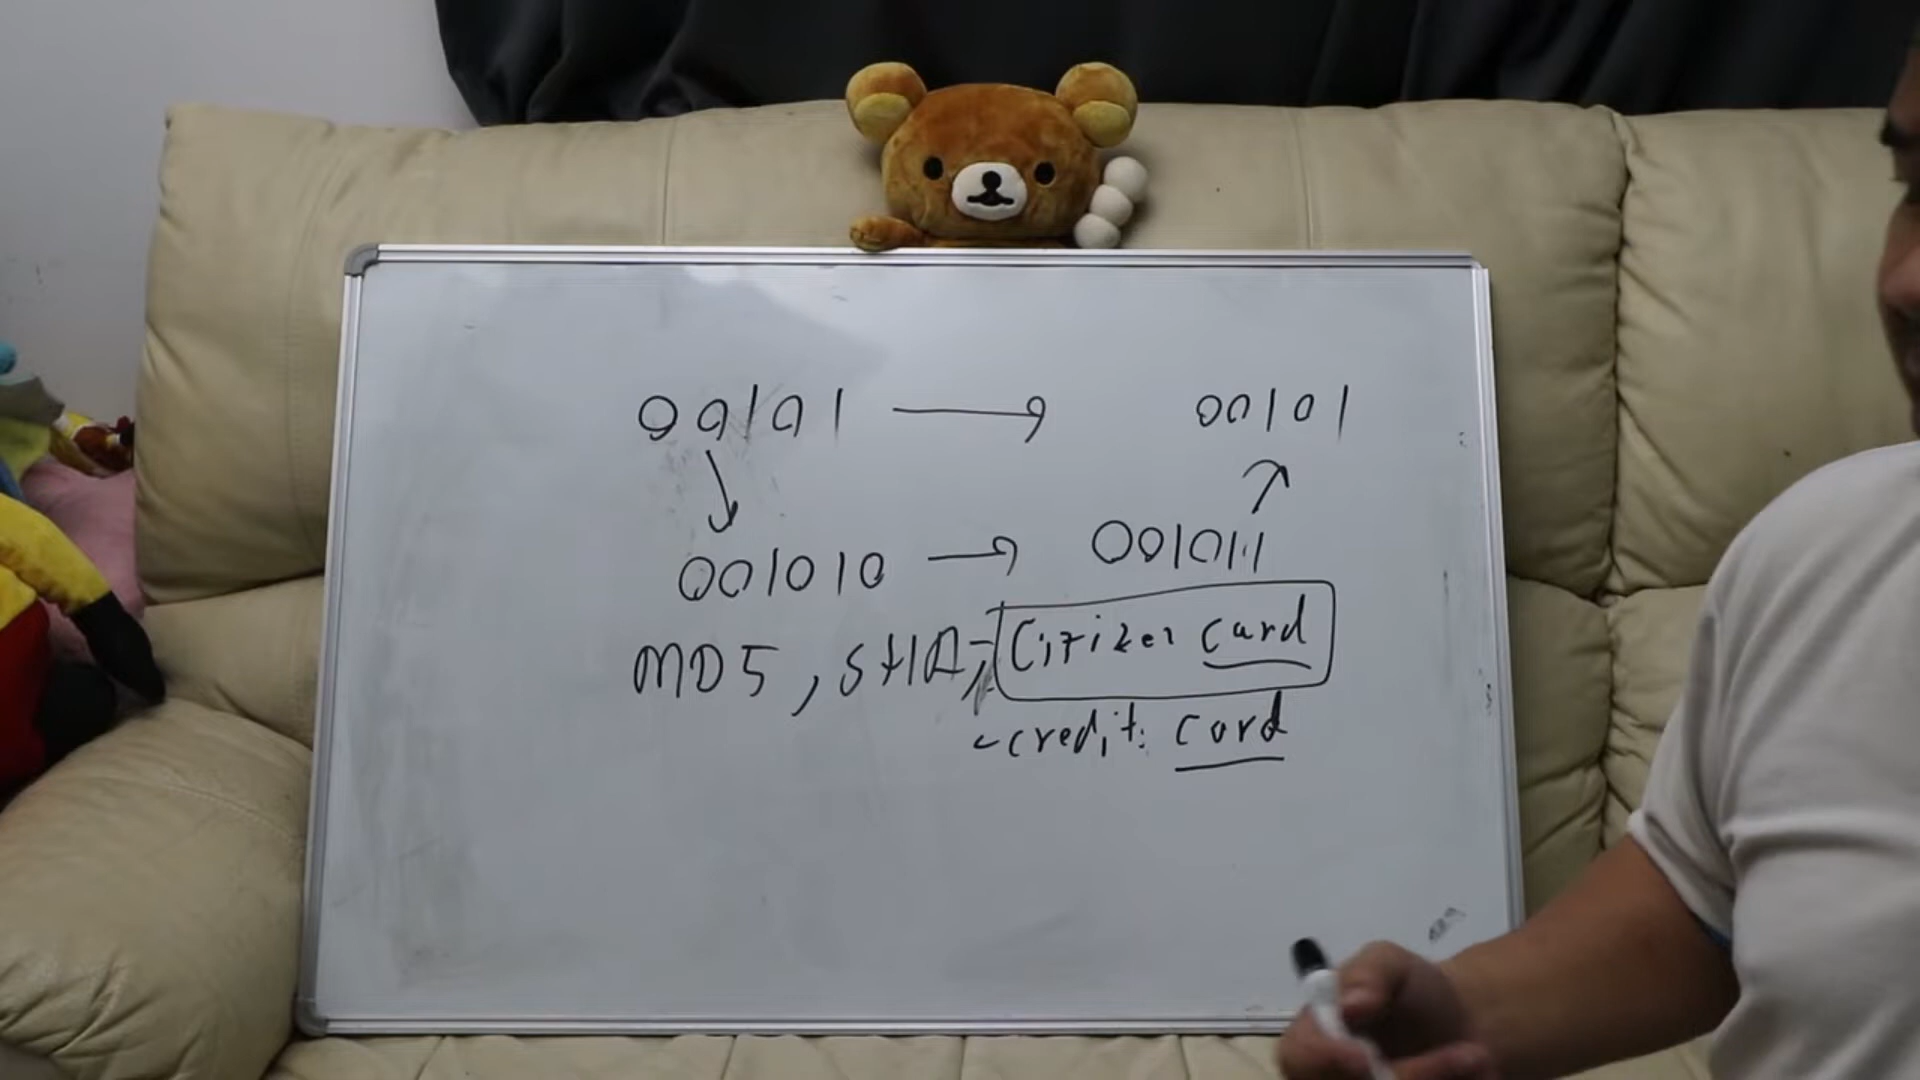 00101 → 00101
001010 → 001011
MD5, SHA, Citizen card
credit card